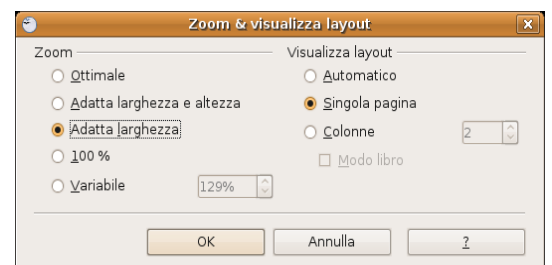 Zoom & visualizza layout
Zoom
Ottimale
Adatta larghezza e altezza
Adatta larghezza
100 %
Variabile 129%
Visualizza layout
Automatico
Singola pagina
Colonne 2
Modo libro
OK Annulla ?